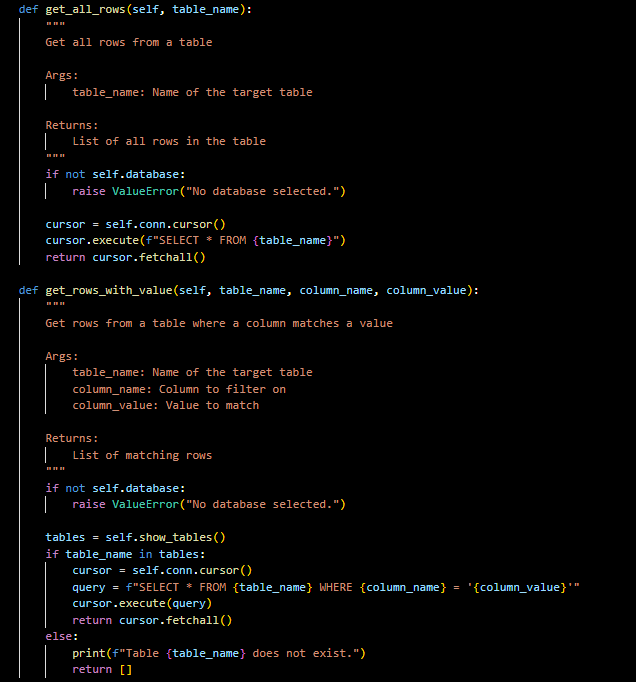 def get_all_rows(self, table_name):
"""
Get all rows from a table
Args:
table_name: Name of the target table
Returns:
List of all rows in the table
"""
if not self.database:
raise ValueError("No database selected.")
cursor = self.conn.cursor()
cursor.execute(f"SELECT * FROM {table_name}")
return cursor.fetchall()
def get_rows_with_value(self, table_name, column_name, column_value):
"""
Get rows from a table where a column matches a value
Args:
table_name: Name of the target table
column_name: Column to filter on
column_value: Value to match
Returns:
List of matching rows
"""
if not self.database:
raise ValueError("No database selected.")
tables = self.show_tables()
if table_name in tables:
cursor = self.conn.cursor()
query = f"SELECT * FROM {table_name} WHERE {column_name} = '{column_value}'"
cursor.execute(query)
return cursor.fetchall()
else:
print(f"Table {table_name} does not exist.")
return []